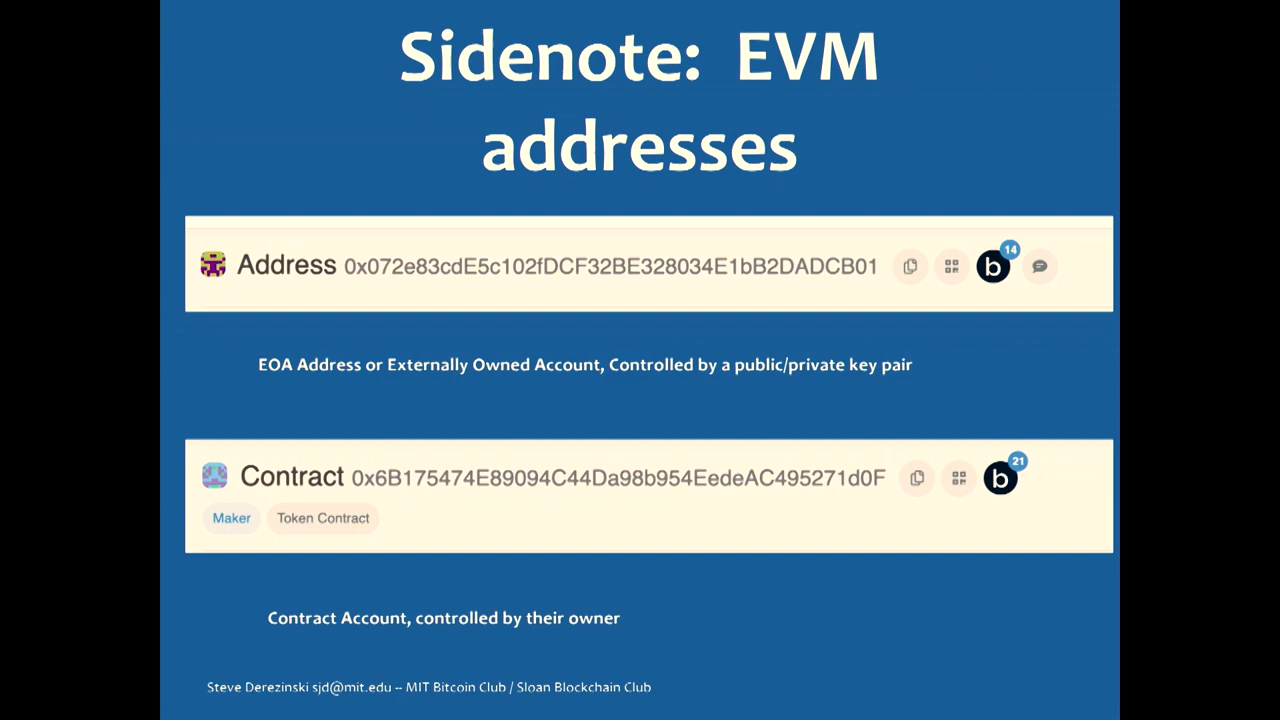 Sidenote: EVM
addresses
Address 0x072e83cdE5c102fDCF32BE328034E1bB2DADCB01 b 14
EOA Address or Externally Owned Account, Controlled by a public/private key pair
Contract 0x6B175474E89094C44Da98b954EedeAC495271d0F b 21
Maker Token Contract
Contract Account, controlled by their owner
Steve Derezinski sjd@mit.edu -- MIT Bitcoin Club / Sloan Blockchain Club